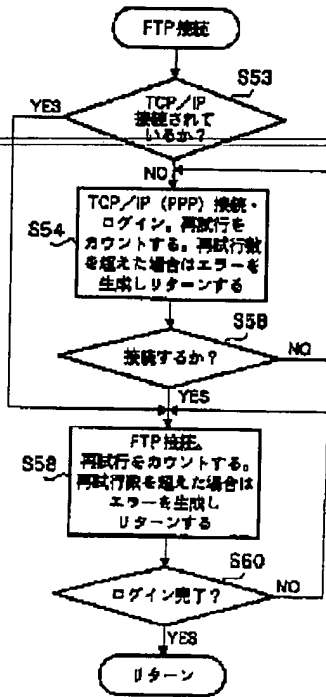 FTP接続
S53
TCP/IP
接続されて
いるか?
YES
NO
TCP/IP(PPP)接続・
ログイン。再試行を
カウントする。再試行数
を超えた場合はエラーを
生成しリターンする
S54
S56
接続するか?
NO
YES
FTP接続。
再試行をカウントする。
再試行数を超えた場合は
エラーを生成し
リターンする
S58
S60
ログイン完了?
NO
YES
リターン